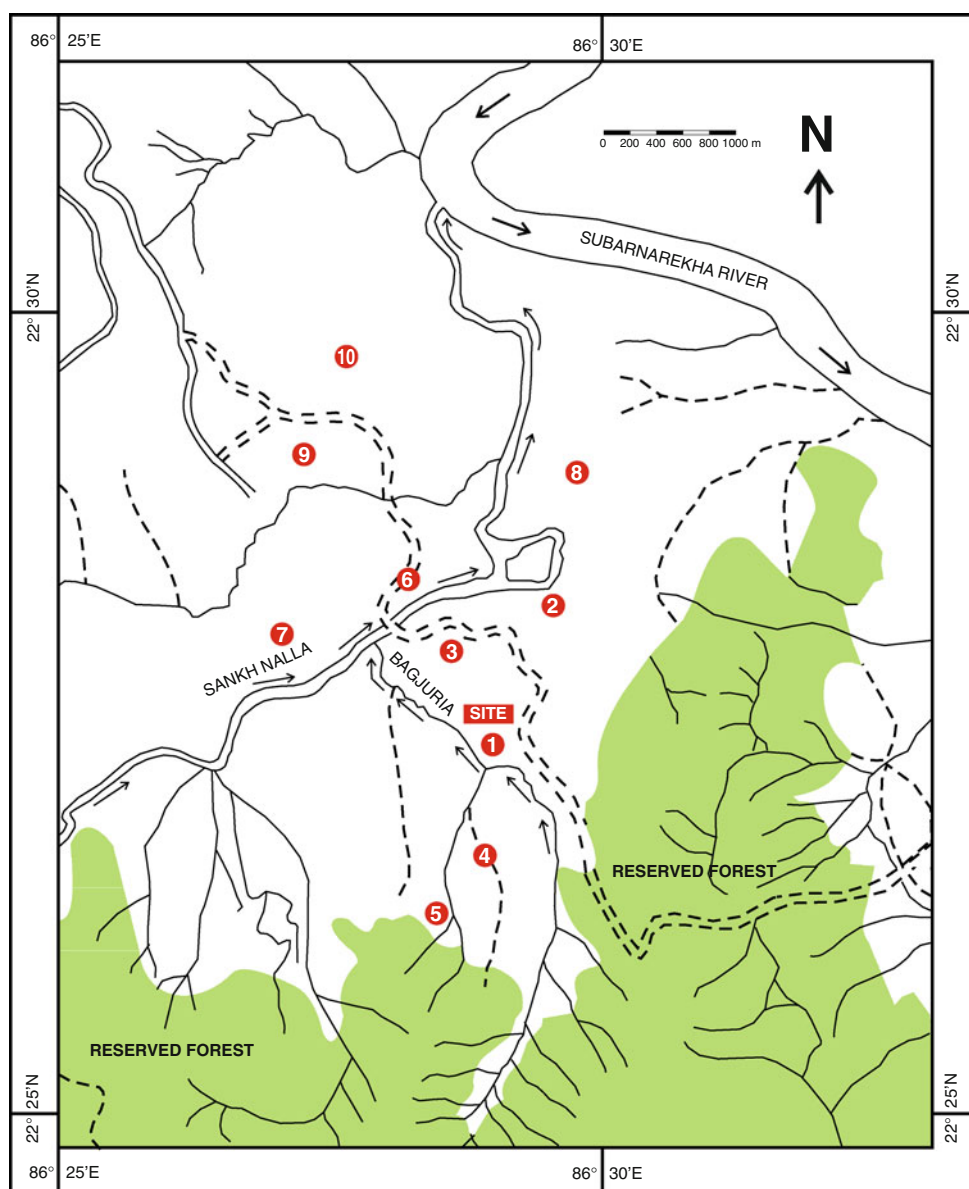 86° 25'E
86° 30'E
N
0 200 400 600 800 1000 m
SUBARNAREKHA RIVER
22° 30'N
22° 30'N
10
9
8
6
2
7
3
SANKH NALLA
BAGJURIA
SITE
1
4
RESERVED FOREST
5
RESERVED FOREST
22° 25'N
22° 25'N
86° 25'E
86° 30'E